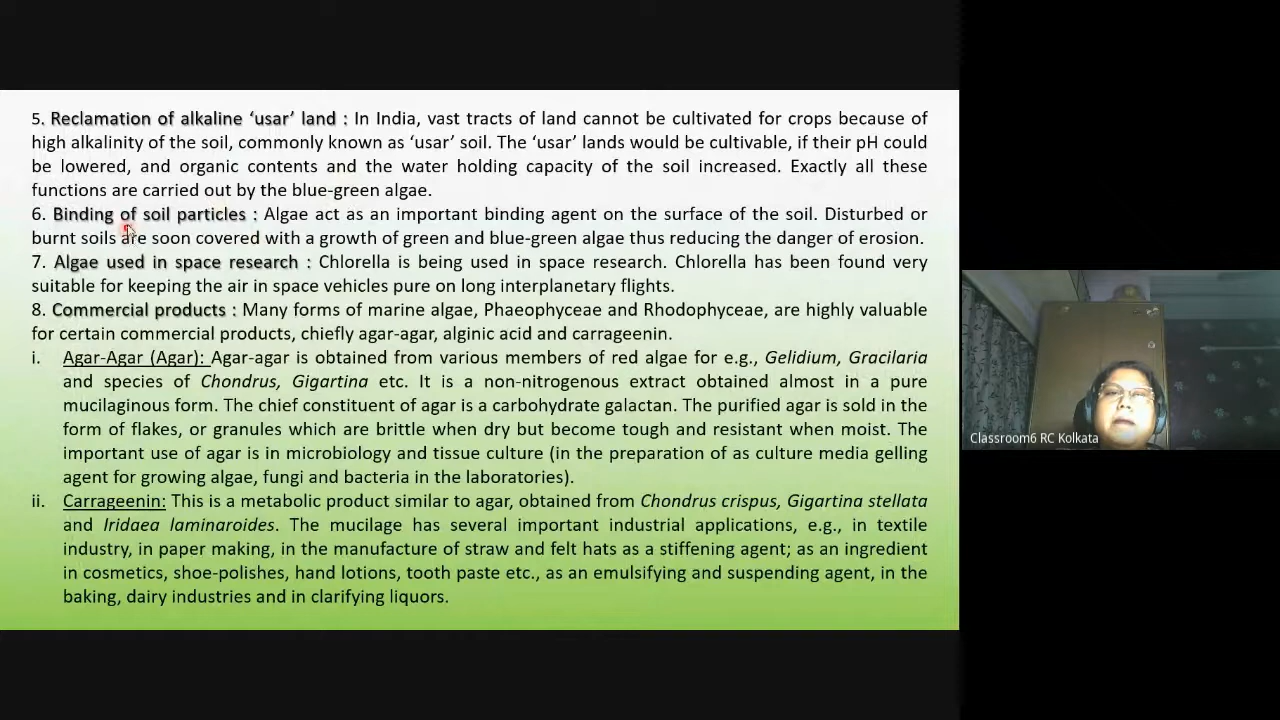 5. Reclamation of alkaline ‘usar’ land : In India, vast tracts of land cannot be cultivated for crops because of
high alkalinity of the soil, commonly known as ‘usar’ soil. The ‘usar’ lands would be cultivable, if their pH could
be lowered, and organic contents and the water holding capacity of the soil increased. Exactly all these
functions are carried out by the blue-green algae.
6. Binding of soil particles : Algae act as an important binding agent on the surface of the soil. Disturbed or
burnt soils are soon covered with a growth of green and blue-green algae thus reducing the danger of erosion.
7. Algae used in space research : Chlorella is being used in space research. Chlorella has been found very
suitable for keeping the air in space vehicles pure on long interplanetary flights.
8. Commercial products : Many forms of marine algae, Phaeophyceae and Rhodophyceae, are highly valuable
for certain commercial products, chiefly agar-agar, alginic acid and carrageenin.
i. Agar-Agar (Agar): Agar-agar is obtained from various members of red algae for e.g., Gelidium, Gracilaria
and species of Chondrus, Gigartina etc. It is a non-nitrogenous extract obtained almost in a pure
mucilaginous form. The chief constituent of agar is a carbohydrate galactan. The purified agar is sold in the
form of flakes, or granules which are brittle when dry but become tough and resistant when moist. The
important use of agar is in microbiology and tissue culture (in the preparation of as culture media gelling
agent for growing algae, fungi and bacteria in the laboratories).
ii. Carrageenin: This is a metabolic product similar to agar, obtained from Chondrus crispus, Gigartina stellata
and Iridaea laminaroides. The mucilage has several important industrial applications, e.g., in textile
industry, in paper making, in the manufacture of straw and felt hats as a stiffening agent; as an ingredient
in cosmetics, shoe-polishes, hand lotions, tooth paste etc., as an emulsifying and suspending agent, in the
baking, dairy industries and in clarifying liquors.
Classroom6 RC Kolkata